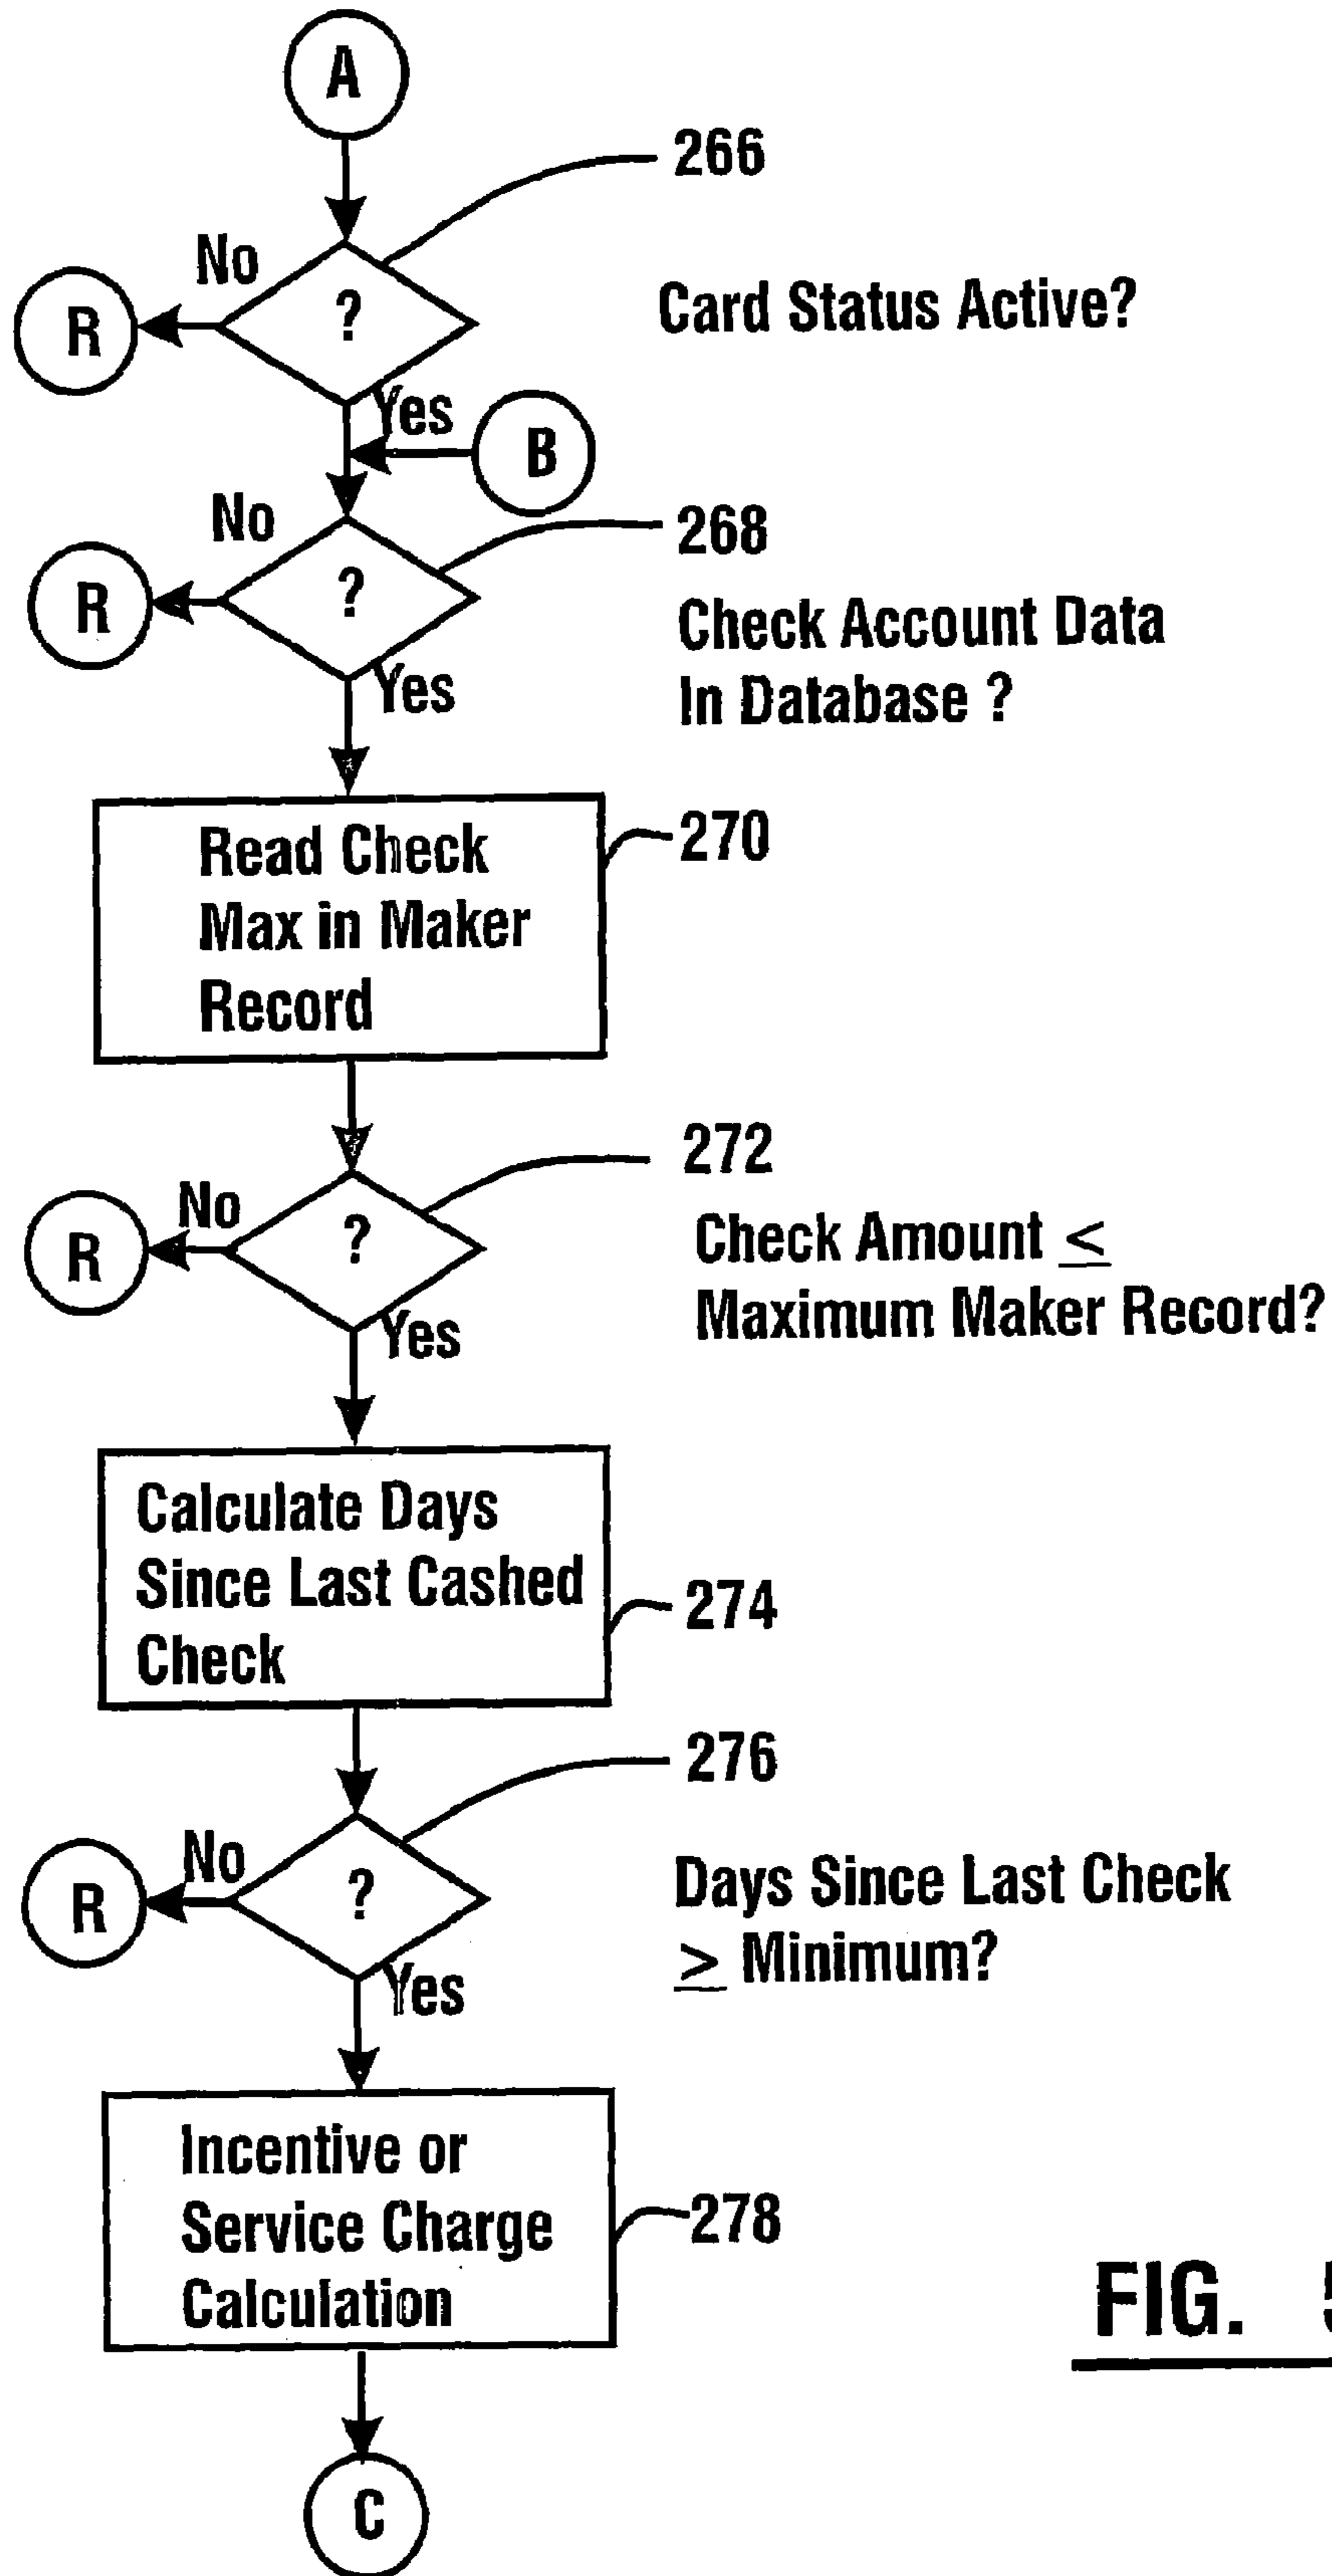 A
266
No
?
R
Card Status Active?
Yes
B
No
268
?
R
Check Account Data
In Database ?
Yes
Read Check
Max in Maker
Record
270
272
No
?
R
Check Amount ≤
Maximum Maker Record?
Yes
Calculate Days
Since Last Cashed
Check
274
276
No
?
R
Days Since Last Check
≥ Minimum?
Yes
Incentive or
Service Charge
Calculation
278
FIG.
C